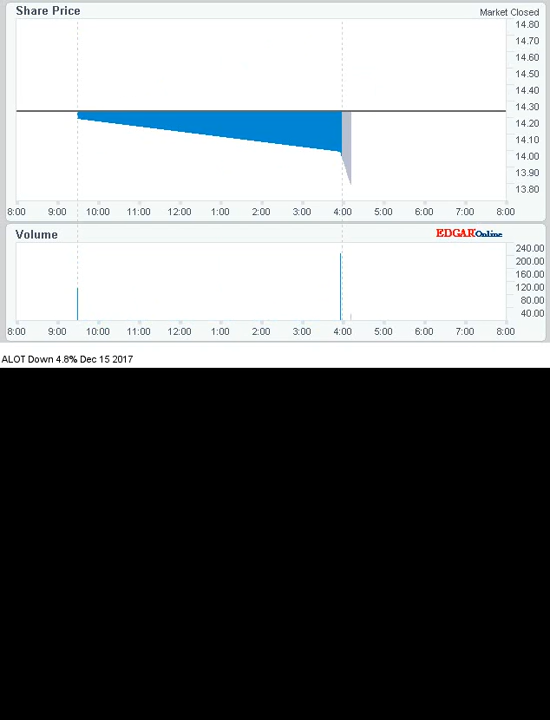 Share Price
Market Closed
14.80
14.70
14.60
14.50
14.40
14.30
14.20
14.10
14.00
13.90
13.80
8:00 9:00 10:00 11:00 12:00 1:00 2:00 3:00 4:00 5:00 6:00 7:00 8:00
Volume
EDGAROnline
240.00
200.00
160.00
120.00
80.00
40.00
8:00 9:00 10:00 11:00 12:00 1:00 2:00 3:00 4:00 5:00 6:00 7:00 8:00
ALOT Down 4.8% Dec 15 2017